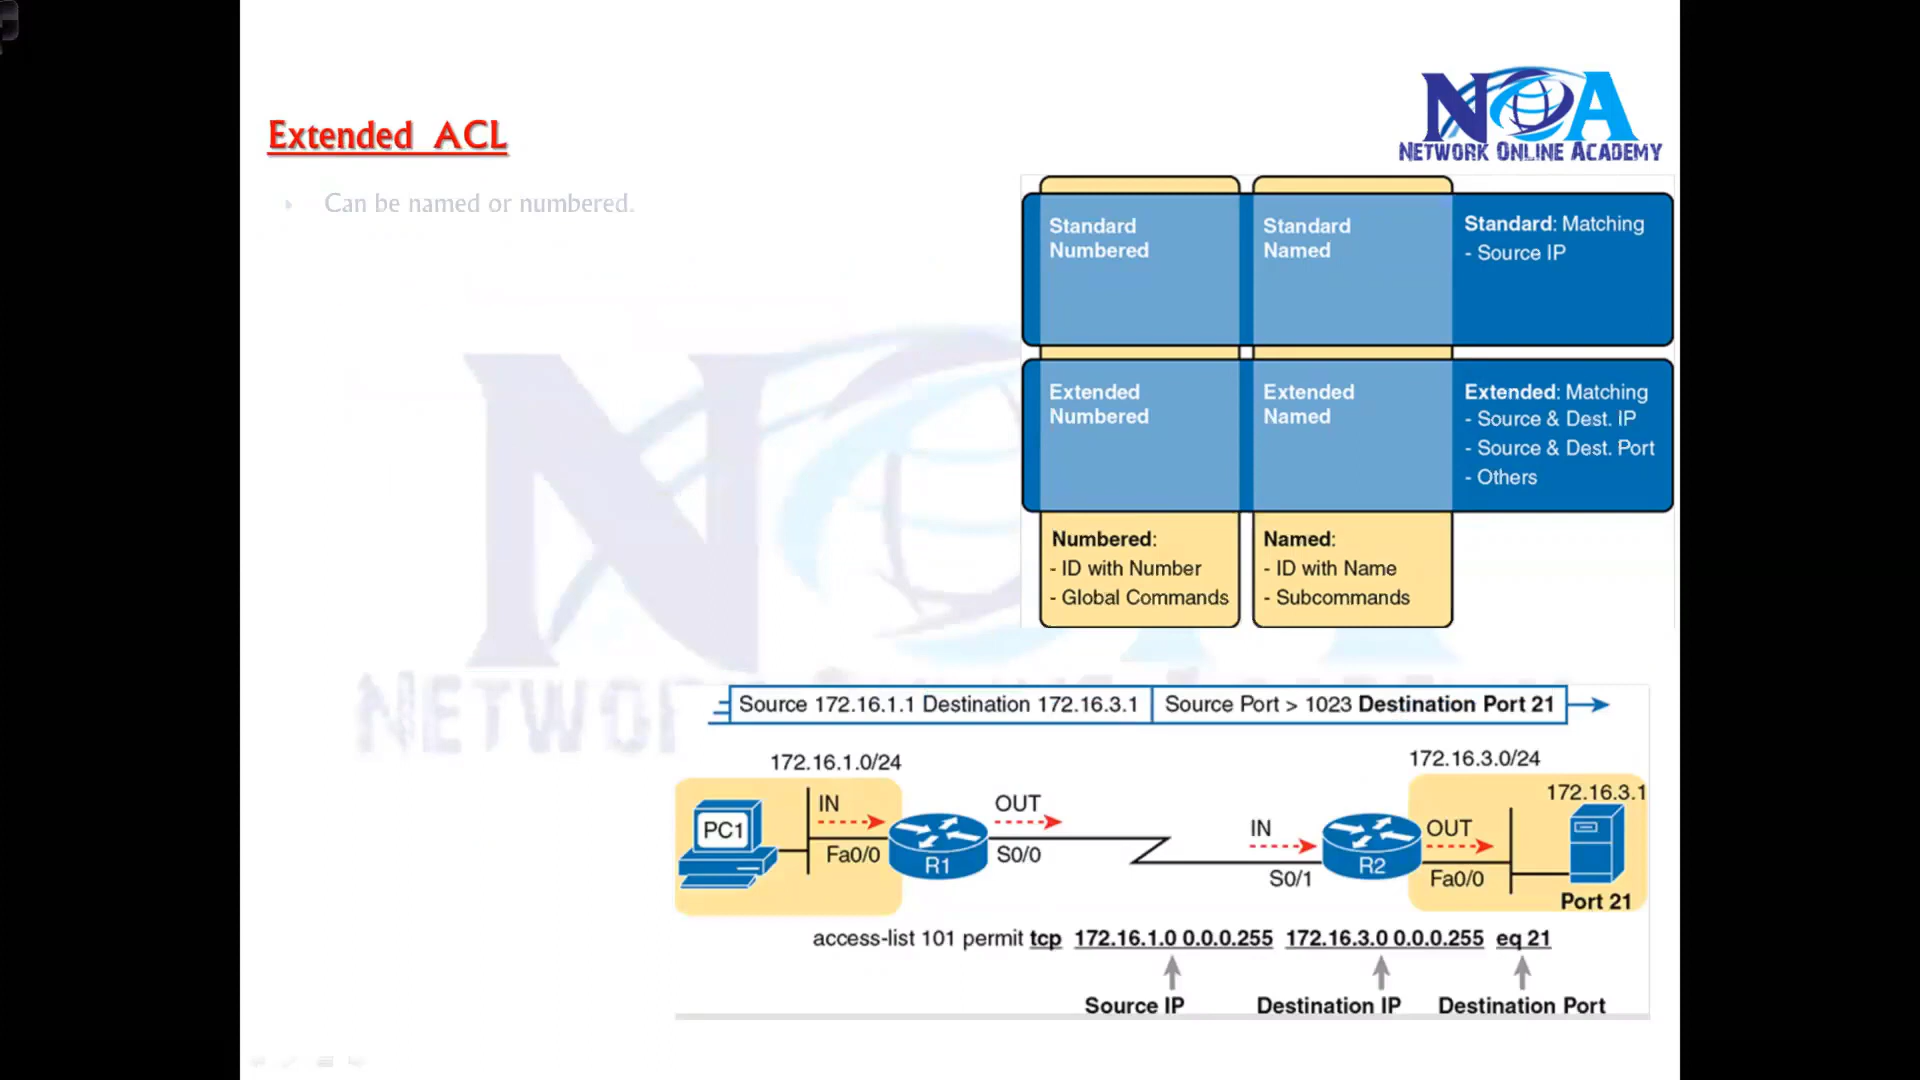 NOA
NETWORK ONLINE ACADEMY
Extended ACL
Can be named or numbered.
Standard
Numbered
Standard
Named
Standard: Matching
- Source IP
Extended
Numbered
Extended
Named
Extended: Matching
- Source & Dest. IP
- Source & Dest. Port
- Others
Numbered:
- ID with Number
- Global Commands
Named:
- ID with Name
- Subcommands
Source 172.16.1.1 Destination 172.16.3.1
Source Port > 1023 Destination Port 21
172.16.1.0/24
172.16.3.0/24
172.16.3.1
PC1
IN
Fa0/0
R1
OUT
S0/0
IN
S0/1
R2
OUT
Fa0/0
Port 21
access-list 101 permit tcp 172.16.1.0 0.0.0.255 172.16.3.0 0.0.0.255 eq 21
Source IP
Destination IP
Destination Port